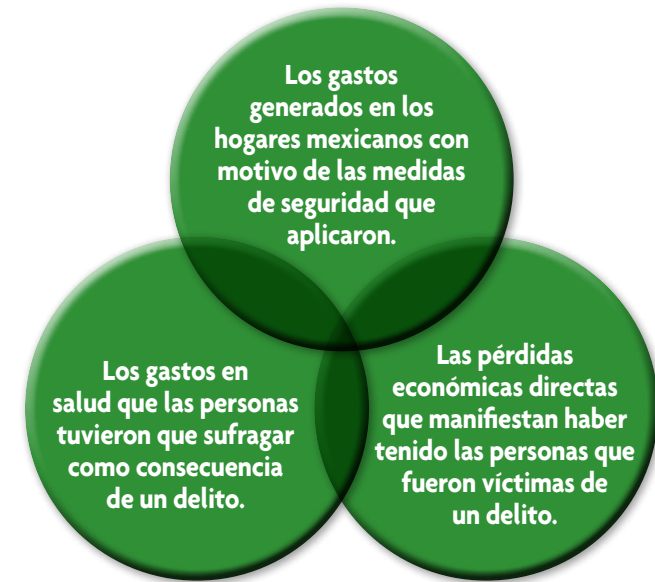 Los gastos
generados en los
hogares mexicanos con
motivo de las medidas
de seguridad que
aplicaron.
Los gastos en
salud que las personas
tuvieron que sufragar
como consecuencia
de un delito.
Las pérdidas
económicas directas
que manifiestan haber
tenido las personas que
fueron víctimas de
un delito.